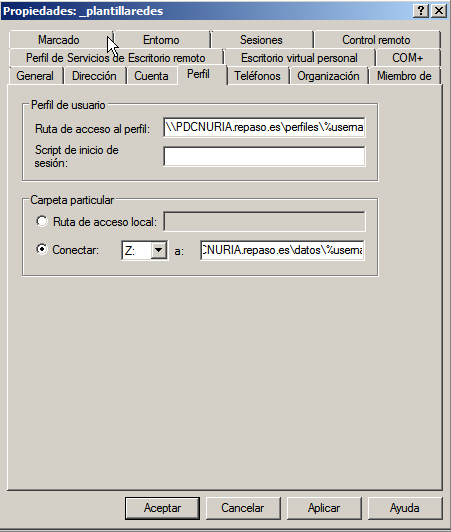 Propiedades: _plantillaredes
Marcado Entorno Sesiones Control remoto
Perfil de Servicios de Escritorio remoto Escritorio virtual personal COM+
General Dirección Cuenta Perfil Teléfonos Organización Miembro de
Perfil de usuario
Ruta de acceso al perfil: \\PDCNURIA.repaso.es\perfiles\%userna
Script de inicio de
sesión:
Carpeta particular
Ruta de acceso local:
Conectar: Z: a: CNURIA.repaso.es\datos\%userna
Aceptar Cancelar Aplicar Ayuda